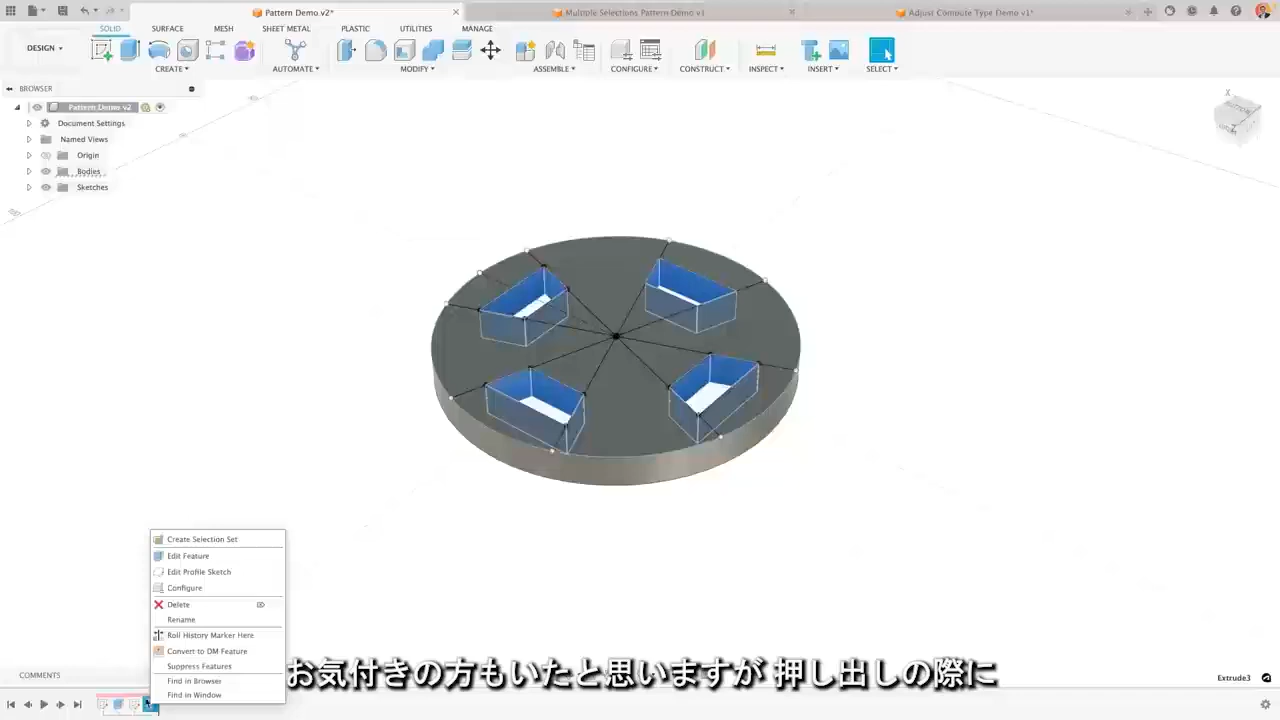 Pattern Demo v2*
Multiple Selections Pattern Demo v1
Adjust Compute Type Demo v1*
SOLID
SURFACE
MESH
SHEET METAL
PLASTIC
UTILITIES
MANAGE
DESIGN
CREATE
AUTOMATE
MODIFY
ASSEMBLE
CONFIGURE
CONSTRUCT
INSPECT
INSERT
SELECT
BROWSER
Pattern Demo v2
Document Settings
Named Views
Origin
Bodies
Sketches
X
Z
Create Selection Set
Edit Feature
Edit Profile Sketch
Configure
Delete
Rename
Roll History Marker Here
Convert to DM Feature
Suppress Features
Find in Browser
Find in Window
お気付きの方もいたと思いますが 押し出しの際に
COMMENTS
Extrude3